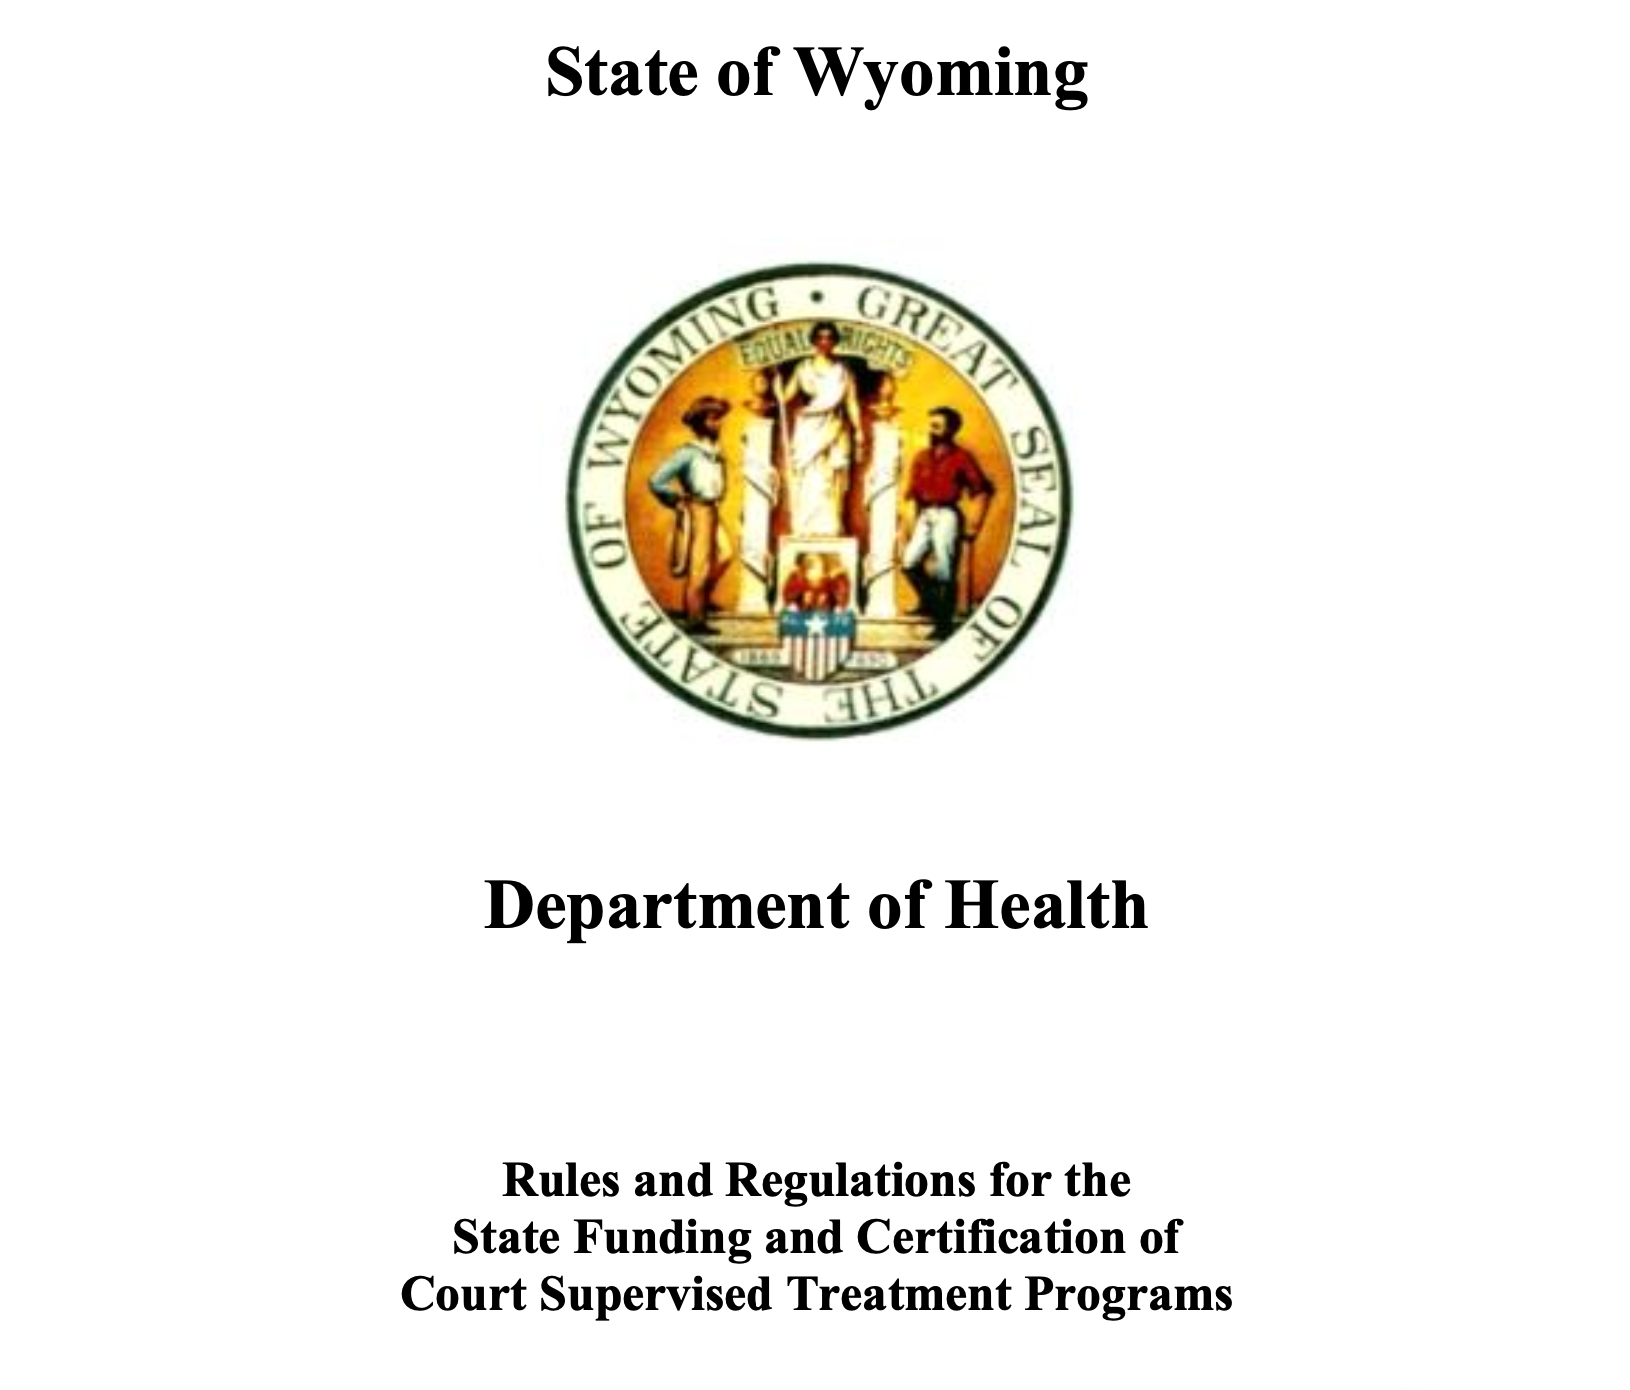 State of Wyoming
GREAT SEAL OF THE STATE OF WYOMING •
EQUAL RIGHTS
Department of Health
Rules and Regulations for the
State Funding and Certification of
Court Supervised Treatment Programs